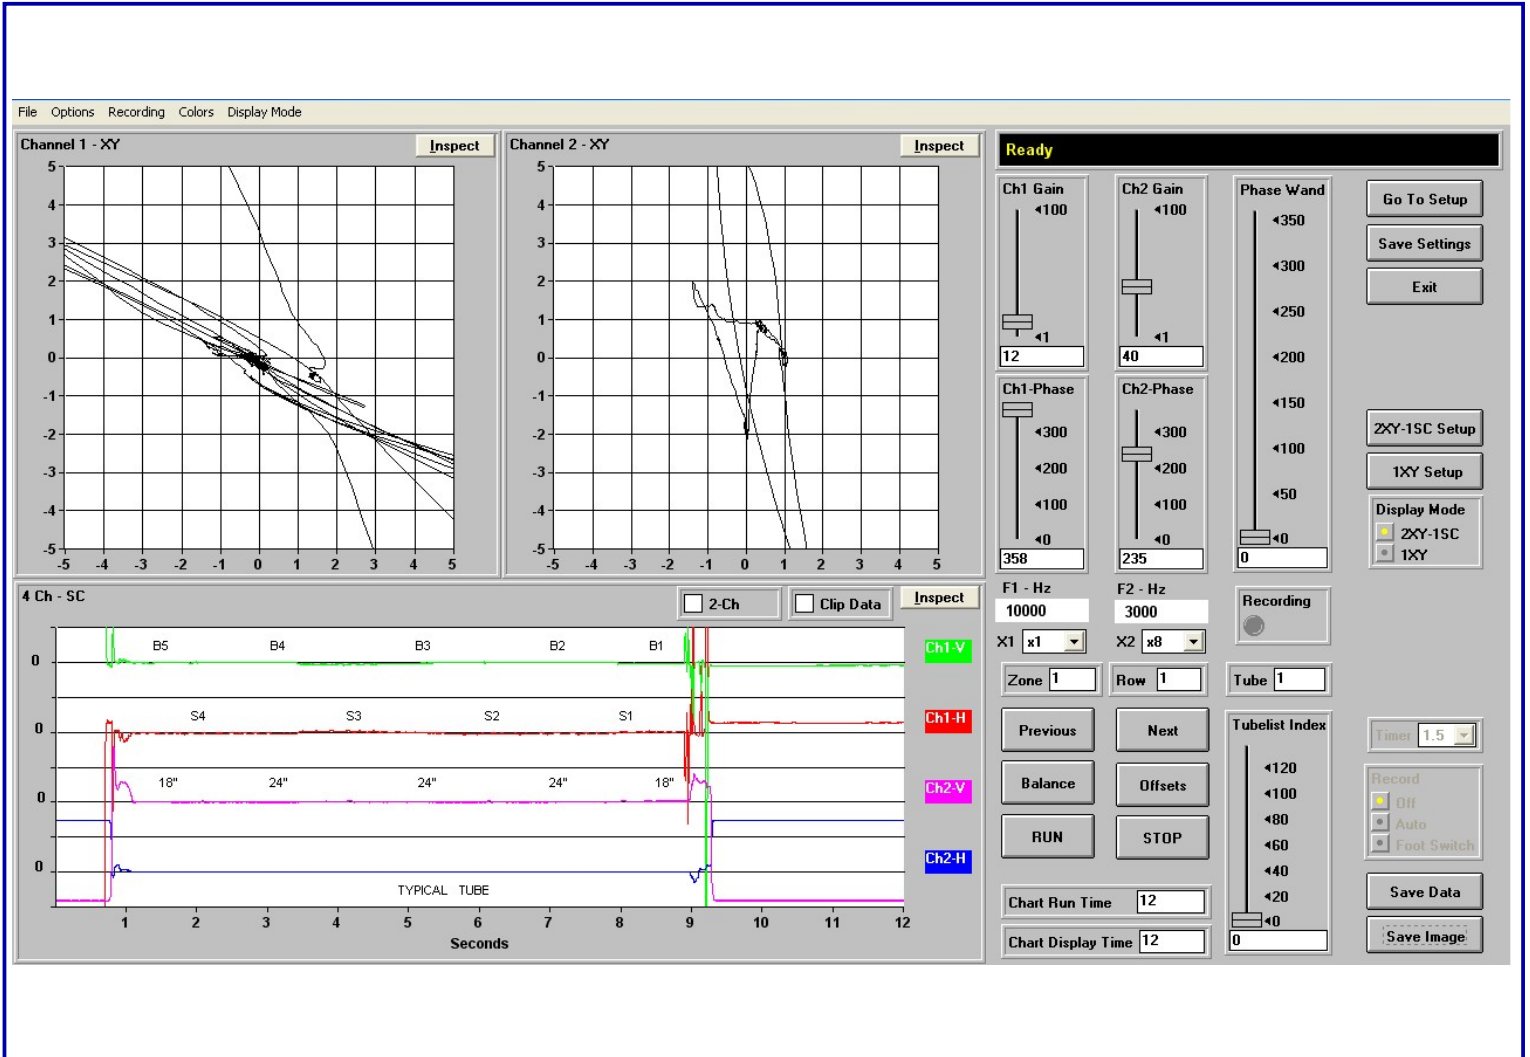 File Options Recording Colors Display Mode
Channel 1 - XY
Inspect
5
4
3
2
1
0
-1
-2
-3
-4
-5
-5 -4 -3 -2 -1 0 1 2 3 4 5
Channel 2 - XY
Inspect
5
4
3
2
1
0
-1
-2
-3
-4
-5
-5 -4 -3 -2 -1 0 1 2 3 4 5
4 Ch - SC
2-Ch
Clip Data
Inspect
0
B5 B4 B3 B2 B1
Ch1-V
0
S4 S3 S2 S1
Ch1-H
0
18" 24" 24" 24" 18"
Ch2-V
0
Ch2-H
TYPICAL TUBE
1 2 3 4 5 6 7 8 9 10 11 12
Seconds
Ready
Ch1 Gain
100
1
12
Ch2 Gain
100
1
40
Phase Wand
350
300
250
200
150
100
50
0
0
Ch1-Phase
300
200
100
0
358
Ch2-Phase
300
200
100
0
235
Go To Setup
Save Settings
Exit
2XY-1SC Setup
1XY Setup
Display Mode
2XY-1SC
1XY
F1 - Hz
10000
F2 - Hz
3000
Recording
X1 x1
X2 x8
Zone 1
Row 1
Tube 1
Previous
Next
Balance
Offsets
RUN
STOP
Chart Run Time 12
Chart Display Time 12
Tubelist Index
120
100
80
60
40
20
0
0
Timer 1.5
Record
Off
Auto
Foot Switch
Save Data
Save Image